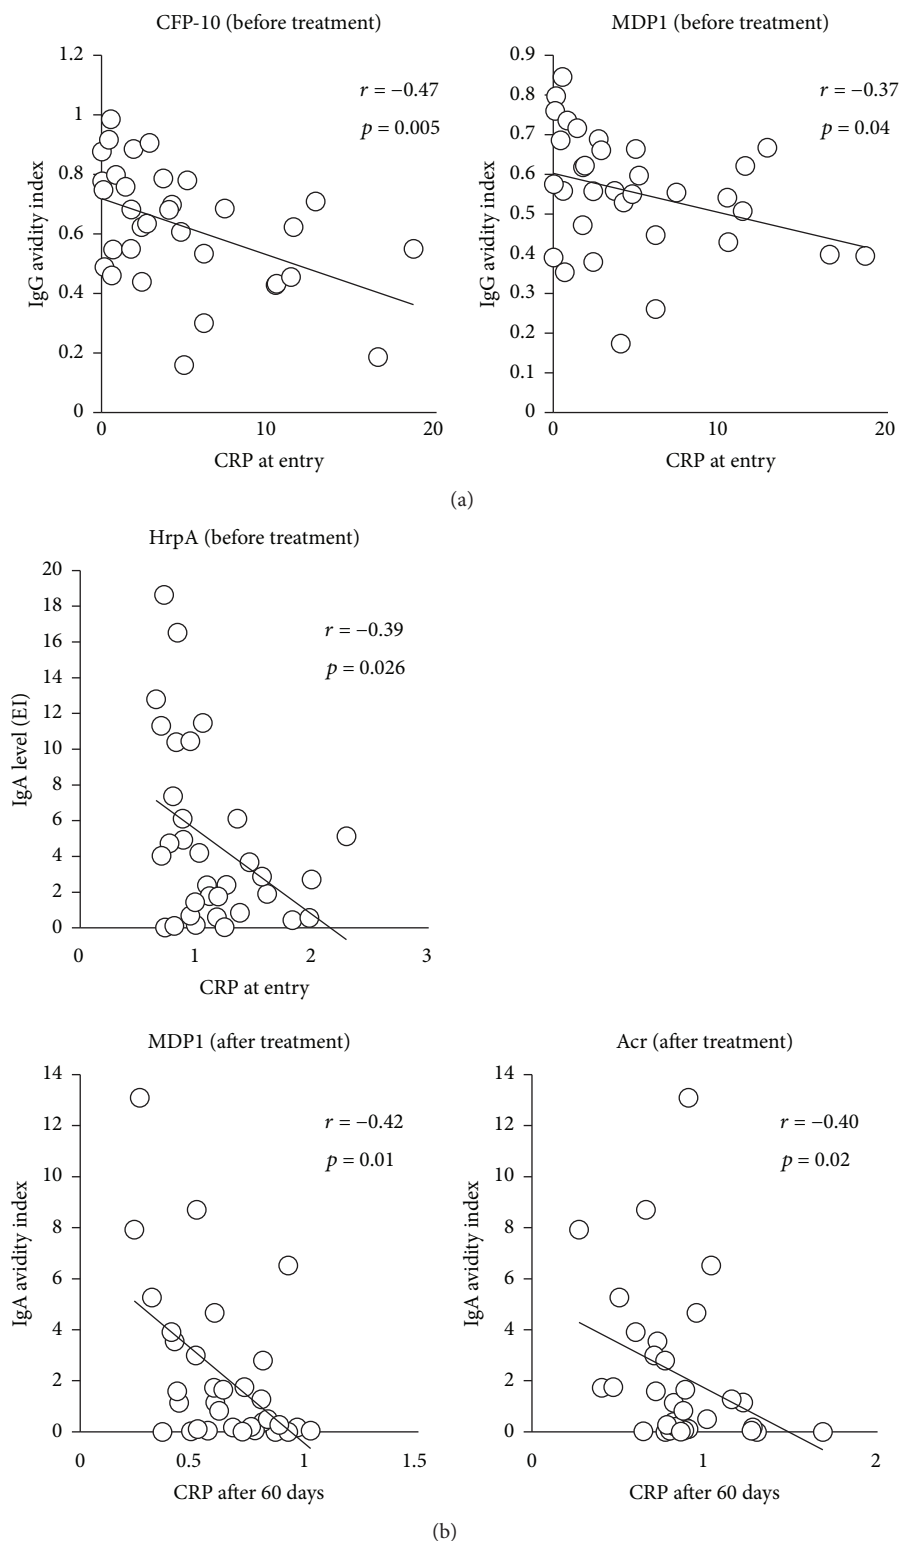 CFP-10 (before treatment)
IgG avidity index
1.2
1
0.8
0.6
0.4
0.2
0
r = −0.47
p = 0.005
0 10 20
CRP at entry
MDP1 (before treatment)
IgG avidity index
0.9
0.8
0.7
0.6
0.5
0.4
0.3
0.2
0.1
0
r = −0.37
p = 0.04
0 10 20
CRP at entry
(a)
HrpA (before treatment)
IgA level (EI)
20
18
16
14
12
10
8
6
4
2
0
r = −0.39
p = 0.026
0 1 2 3
CRP at entry
MDP1 (after treatment)
IgA avidity index
14
12
10
8
6
4
2
0
r = −0.42
p = 0.01
0 0.5 1 1.5
CRP after 60 days
Acr (after treatment)
IgA avidity index
14
12
10
8
6
4
2
0
r = −0.40
p = 0.02
0 1 2
CRP after 60 days
(b)